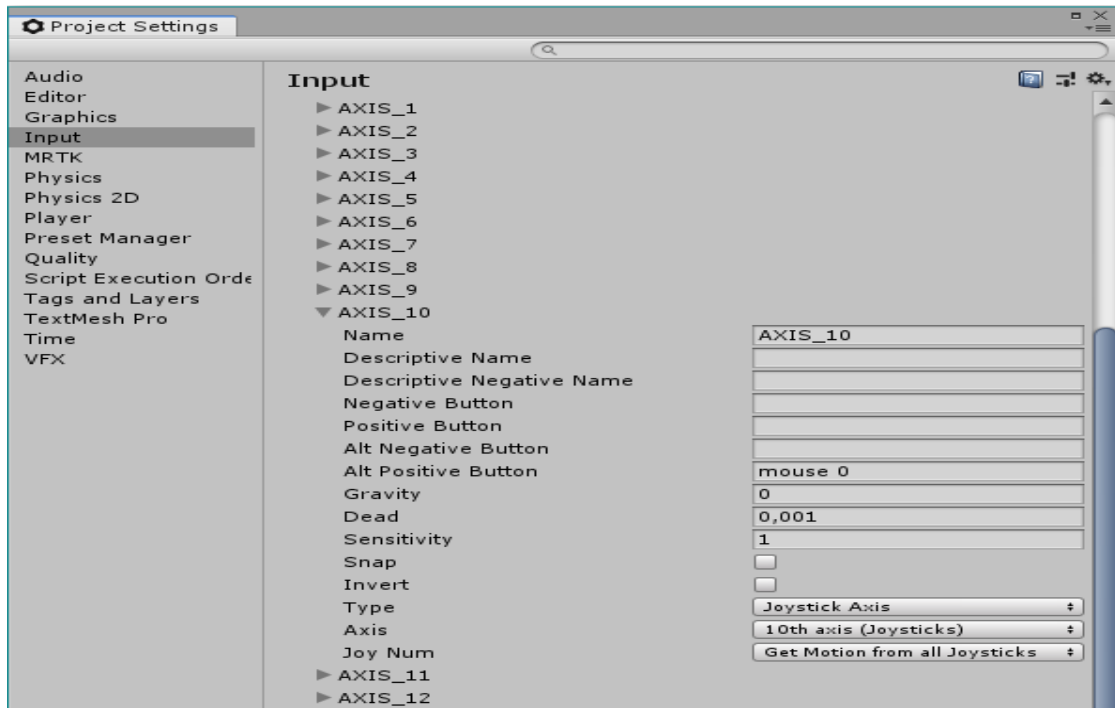 Project Settings
Audio
Editor
Graphics
Input
MRTK
Physics
Physics 2D
Player
Preset Manager
Quality
Script Execution Orde
Tags and Layers
TextMesh Pro
Time
VFX
Input
AXIS_1
AXIS_2
AXIS_3
AXIS_4
AXIS_5
AXIS_6
AXIS_7
AXIS_8
AXIS_9
AXIS_10
Name AXIS_10
Descriptive Name
Descriptive Negative Name
Negative Button
Positive Button
Alt Negative Button
Alt Positive Button mouse 0
Gravity 0
Dead 0,001
Sensitivity 1
Snap
Invert
Type Joystick Axis
Axis 10th axis (Joysticks)
Joy Num Get Motion from all Joysticks
AXIS_11
AXIS_12